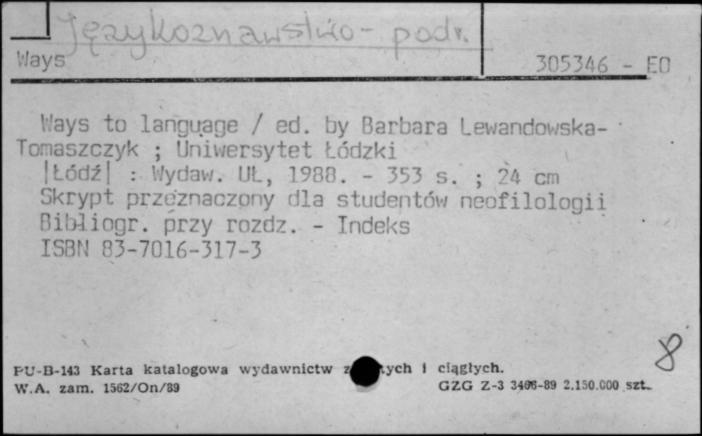 Językoznawstwo - podr.
Ways
305346 - EO
Ways to language / ed. by Barbara Lewandowska-
Tomaszczyk ; Uniwersytet Łódzki
|Łódź| : Wydaw. UŁ, 1988. - 353 s. ; 24 cm
Skrypt przeznaczony dla studentów neofilologii
Bibliogr. przy rozdz. - Indeks
ISBN 83-7016-317-3
8
PU-B-143 Karta katalogowa wydawnictw i ciągłych.
W.A. zam. 1562/On/89
GZG Z-3 3406-89 2.150.000 szt.